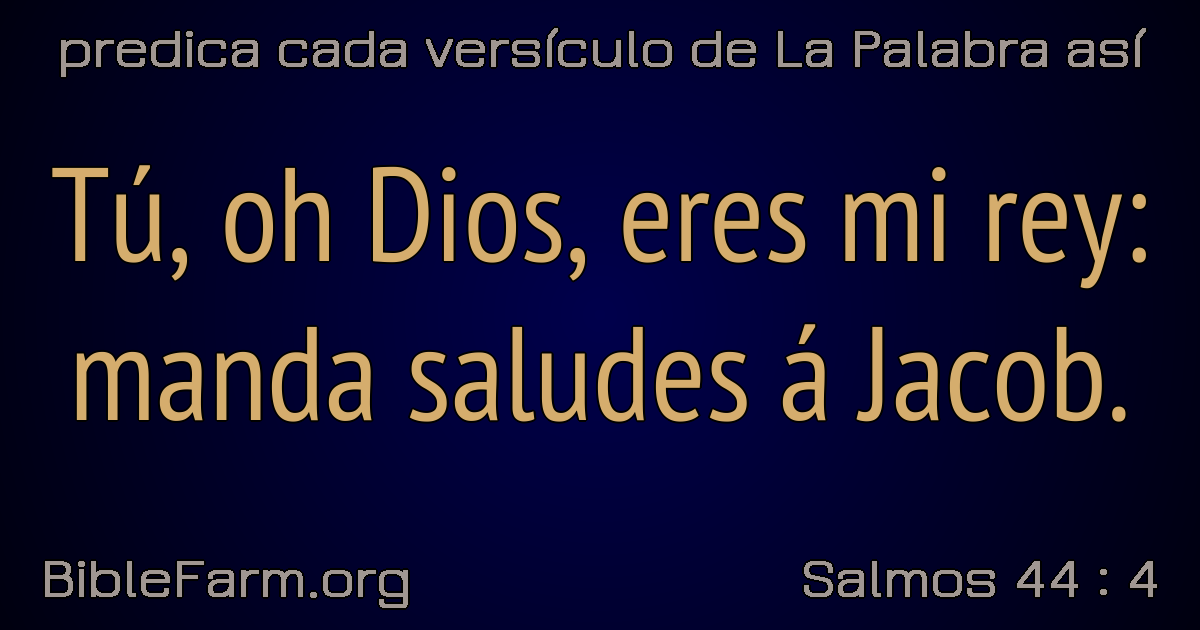 predica cada versículo de La Palabra así
Tú, oh Dios, eres mi rey:
manda saludes á Jacob.
BibleFarm.org
Salmos 44 : 4